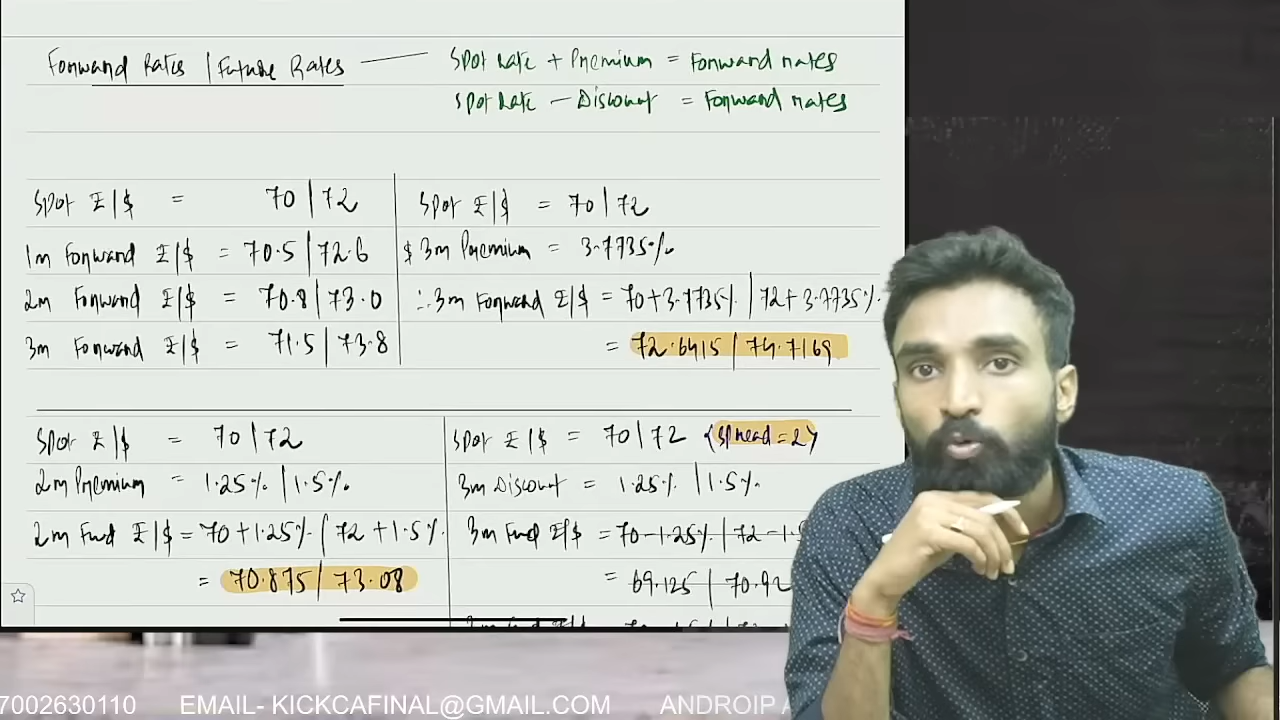 Forward Rates | Future Rates — Spot Rate + Premium = Forward rates
Spot Rate - Discount = Forward rates
Spot ₹|$ = 70|72
1m Forward ₹|$ = 70.5|72.6
2m Forward ₹|$ = 70.8|73.0
3m Forward ₹|$ = 71.5|73.8
Spot ₹|$ = 70|72
$ 3m Premium = 3.7735%
∴ 3m Forward ₹|$ = 70+3.7735%|72+3.7735%
= 72.6415|74.7169
Spot ₹|$ = 70|72
2m Premium = 1.25%|1.5%
2m Fwd ₹|$ = 70+1.25%|72+1.5%
= 70.875|73.08
Spot ₹|$ = 70|72 {spread = 2}
3m Discount = 1.25%|1.5%
3m Fwd ₹|$ = 70-1.25%|72-1.5
= 69.125|70.92
7002630110 EMAIL- KICKCAFINAL@GMAIL.COM ANDROIP A